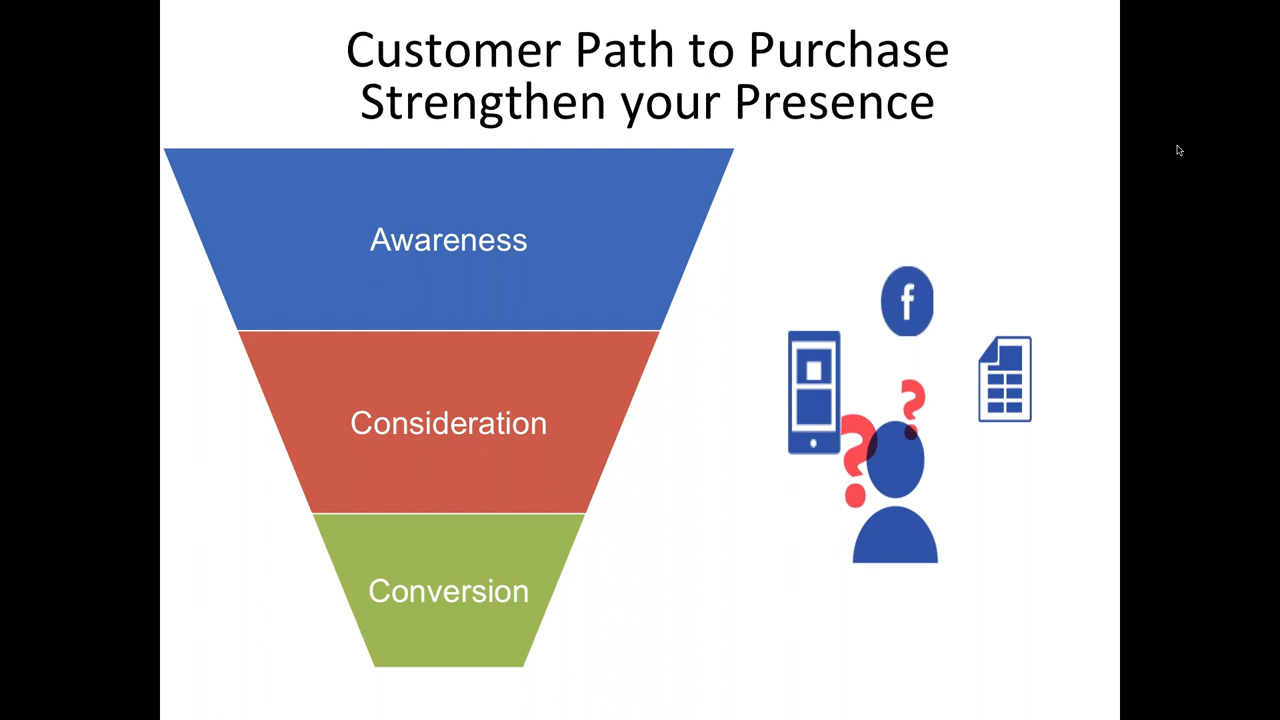 Customer Path to Purchase
Strengthen your Presence
Awareness
f
?
?
Consideration
Conversion